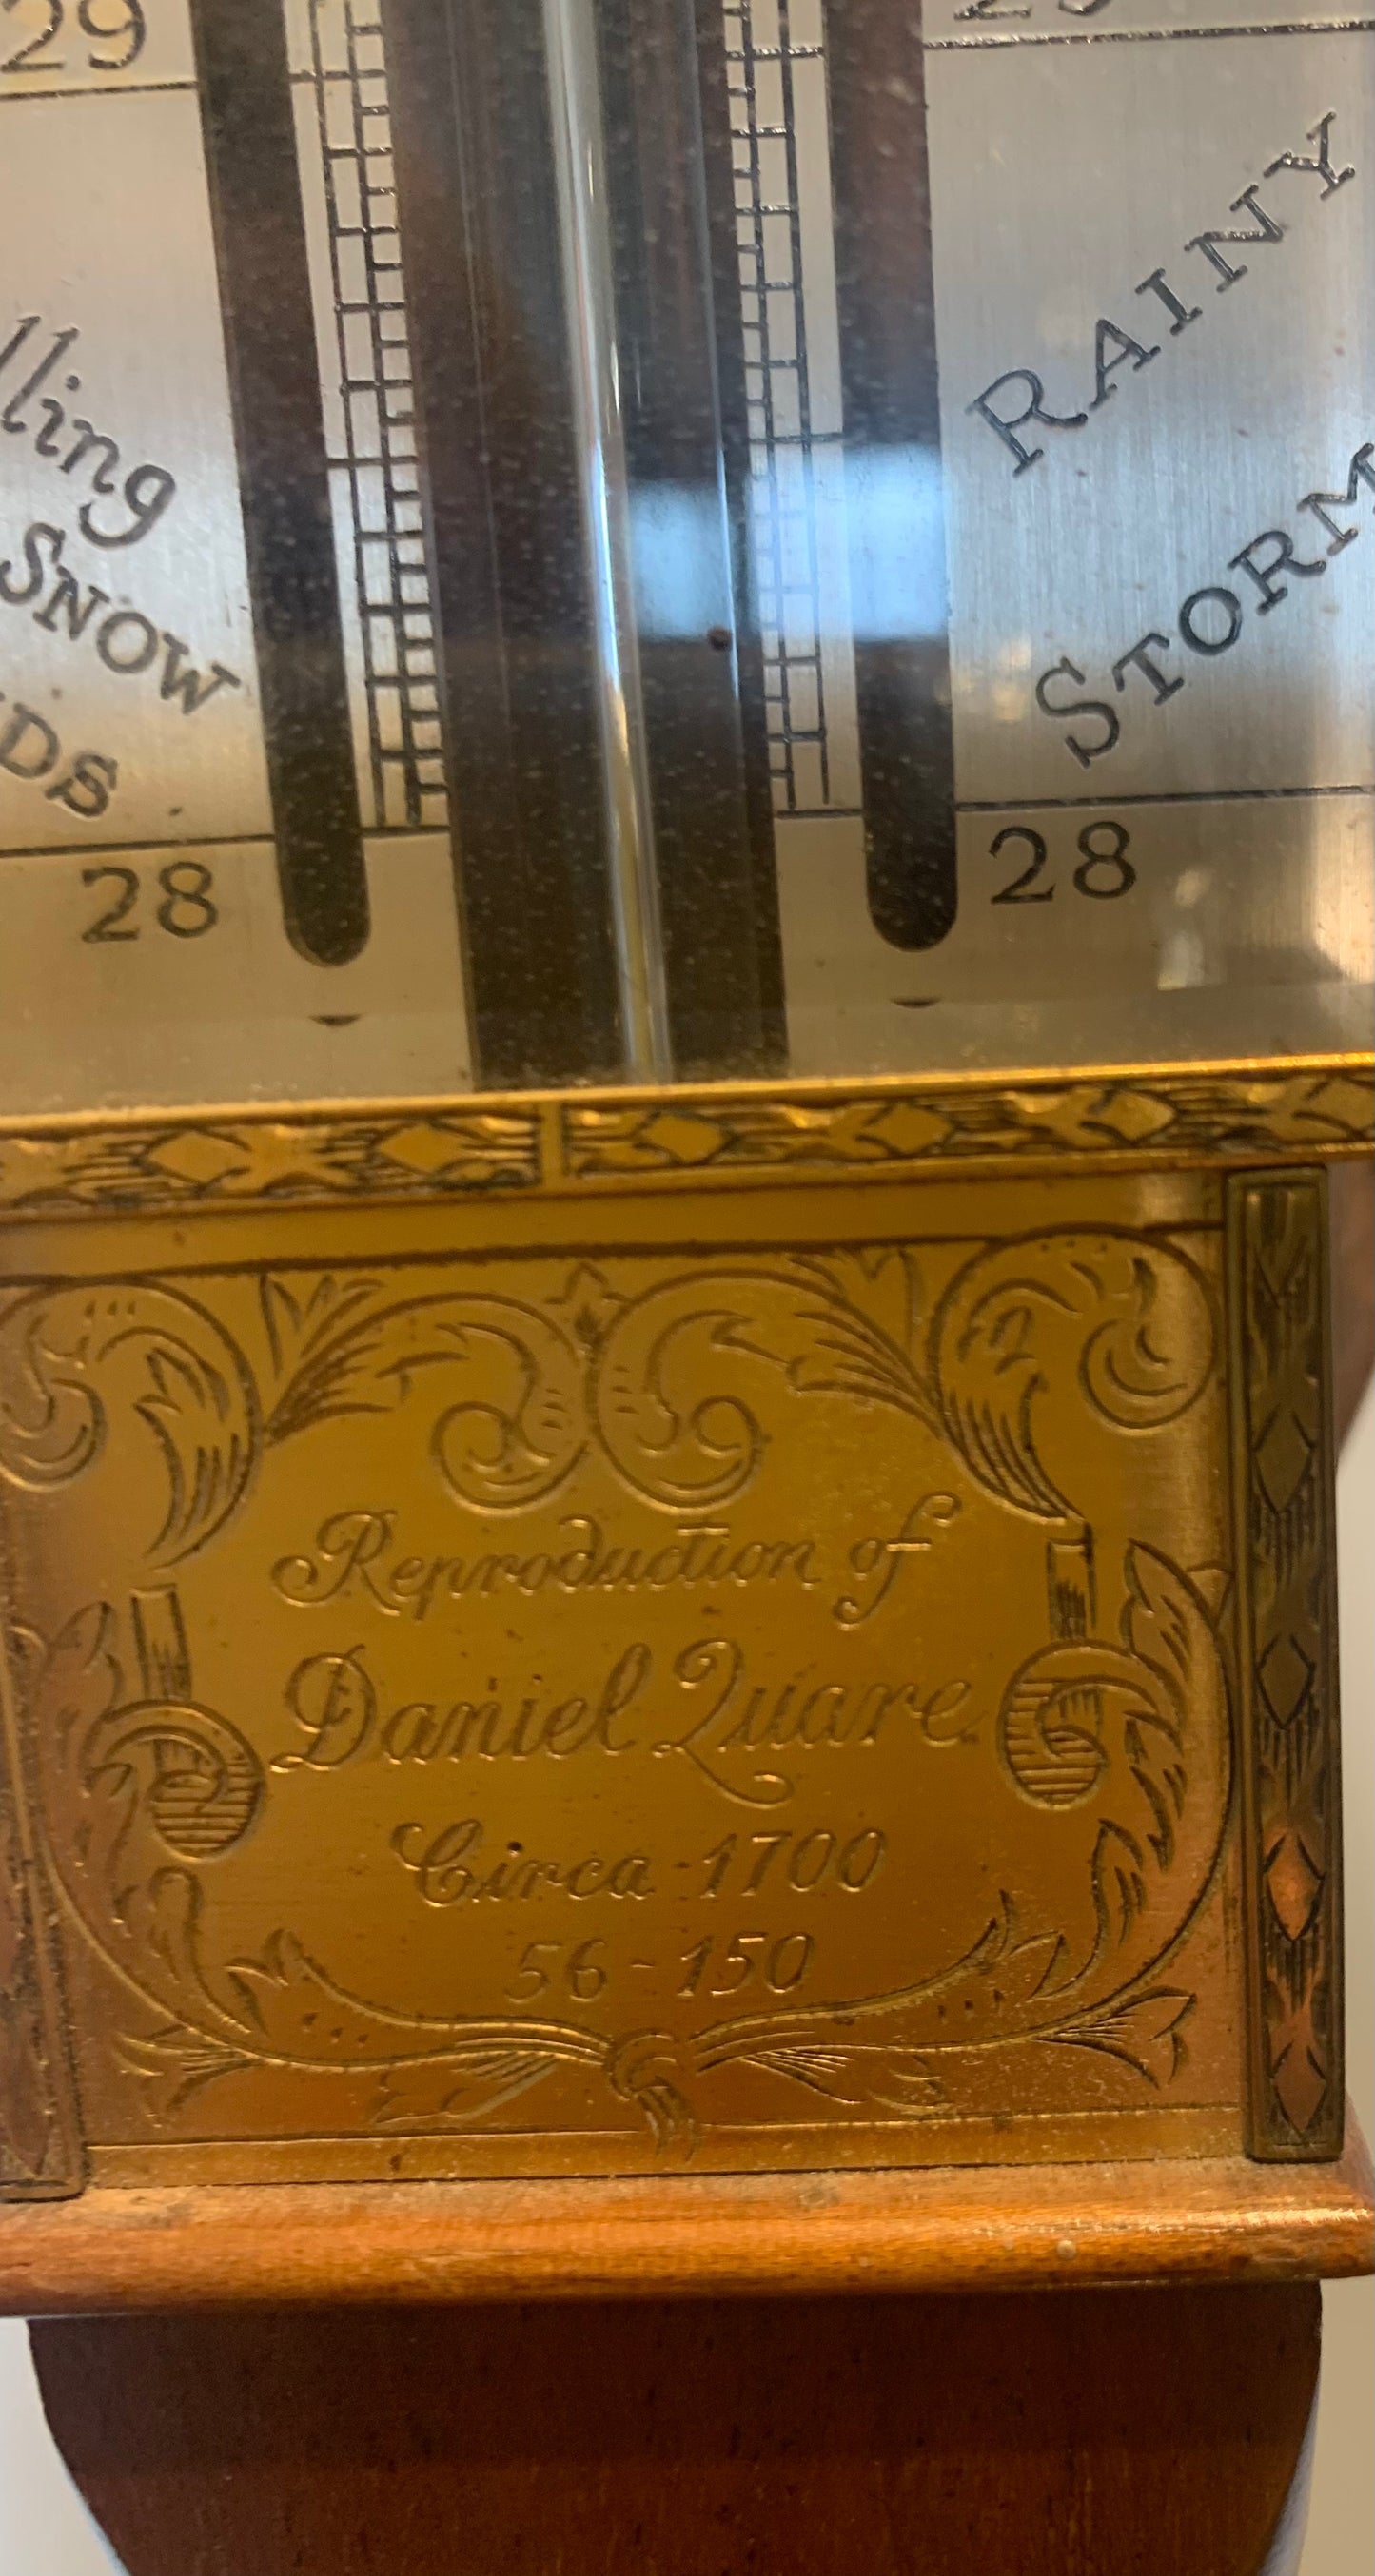 29
RAINY
STORM
lling
SNOW
DS
28
28
Reproduction of
Daniel Quare
Circa 1700
56-150